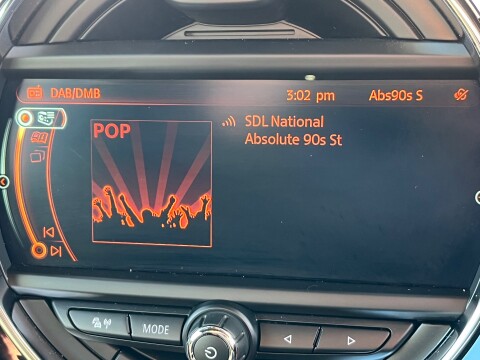 DAB/DMB 3:02 pm Abs90s S
POP
SDL National
Absolute 90s St
MODE